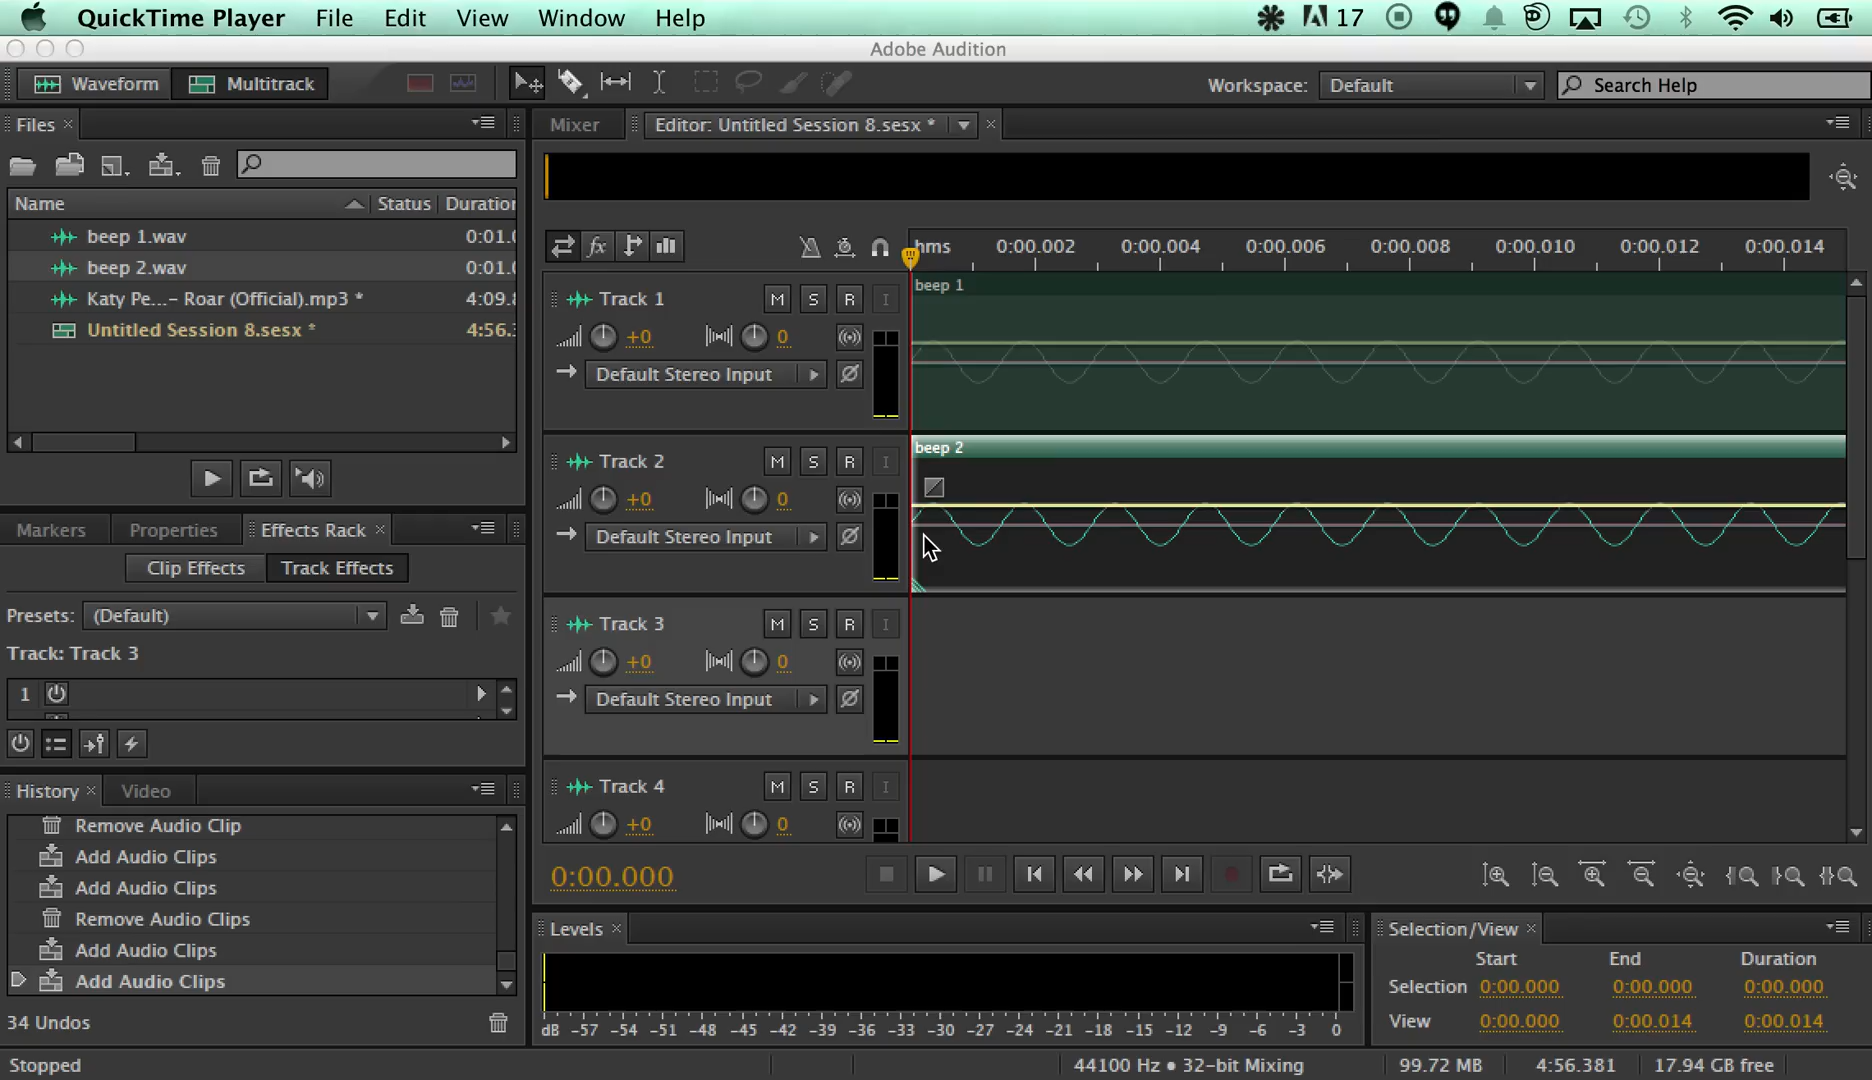 QuickTime Player File Edit View Window Help 17
Adobe Audition
Waveform Multitrack Workspace: Default Search Help
Files × Mixer Editor: Untitled Session 8.sesx * ×
Name Status Duration
beep 1.wav 0:01.0
beep 2.wav 0:01.0
Katy Pe...– Roar (Official).mp3 * 4:09.8
Untitled Session 8.sesx * 4:56.3
fx hms 0:00.002 0:00.004 0:00.006 0:00.008 0:00.010 0:00.012 0:00.014
Track 1 M S R I beep 1
+0 0
Default Stereo Input
Track 2 M S R I beep 2
+0 0
Default Stereo Input
Track 3 M S R I
+0 0
Default Stereo Input
Track 4 M S R I
+0 0
Markers Properties Effects Rack ×
Clip Effects Track Effects
Presets: (Default)
Track: Track 3
1
History × Video
Remove Audio Clip
Add Audio Clips
Add Audio Clips
Remove Audio Clips
Add Audio Clips
Add Audio Clips
34 Undos
0:00.000
Levels ×
dB -57 -54 -51 -48 -45 -42 -39 -36 -33 -30 -27 -24 -21 -18 -15 -12 -9 -6 -3 0
Selection/View ×
Start End Duration
Selection 0:00.000 0:00.000 0:00.000
View 0:00.000 0:00.014 0:00.014
Stopped 44100 Hz • 32-bit Mixing 99.72 MB 4:56.381 17.94 GB free